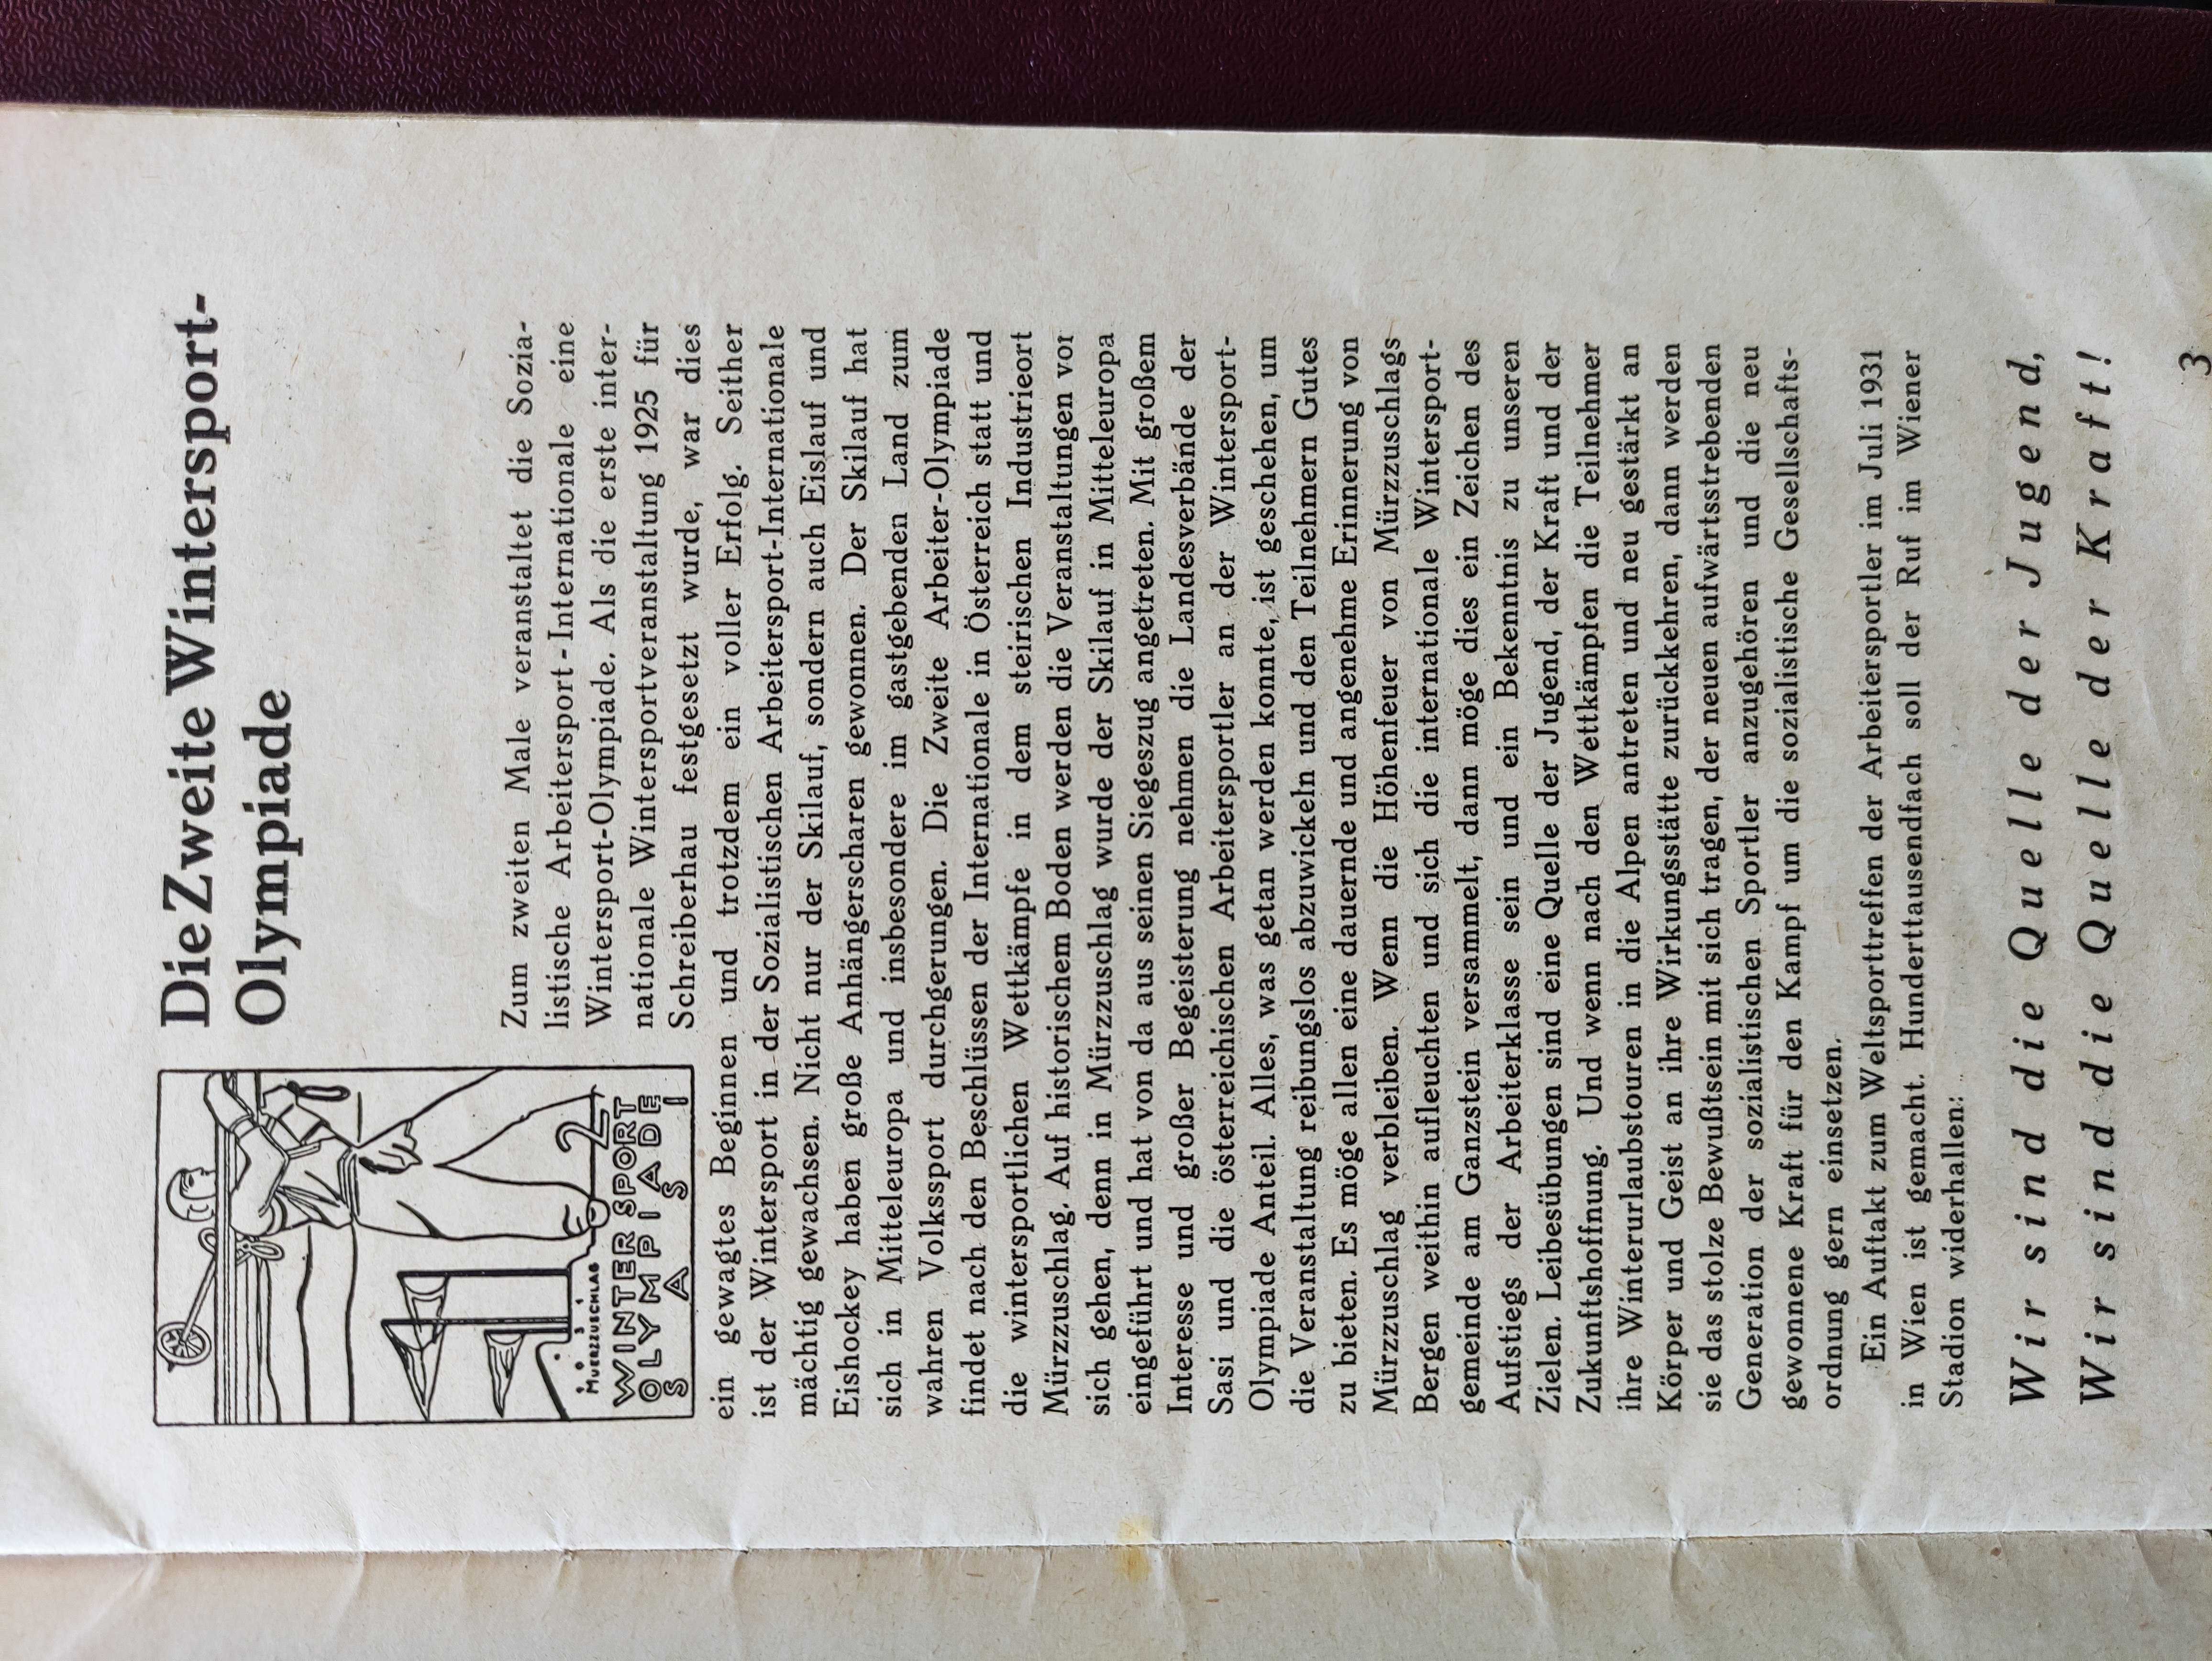 Die Zweite Wintersport-
Olympiade
MUERZZUSCHLAG
2
WINTERSPORT
OLYMPIADE
S A S !
Zum zweiten Male veranstaltet die Sozia-
listische Arbeitersport-Internationale eine
Wintersport-Olympiade. Als die erste inter-
nationale Wintersportveranstaltung 1925 für
Schreiberhau festgesetzt wurde, war dies
ein gewagtes Beginnen und trotzdem ein voller Erfolg. Seither
ist der Wintersport in der Sozialistischen Arbeitersport-Internationale
mächtig gewachsen. Nicht nur der Skilauf, sondern auch Eislauf und
Eishockey haben große Anhängerscharen gewonnen. Der Skilauf hat
sich in Mitteleuropa und insbesondere im gastgebenden Land zum
wahren Volkssport durchgerungen. Die Zweite Arbeiter-Olympiade
findet nach den Beschlüssen der Internationale in Österreich statt und
die wintersportlichen Wettkämpfe in dem steirischen Industrieort
Mürzzuschlag. Auf historischem Boden werden die Veranstaltungen vor
sich gehen, denn in Mürzzuschlag wurde der Skilauf in Mitteleuropa
eingeführt und hat von da aus seinen Siegeszug angetreten. Mit großem
Interesse und großer Begeisterung nehmen die Landesverbände der
Sasi und die österreichischen Arbeitersportler an der Wintersport-
Olympiade Anteil. Alles, was getan werden konnte, ist geschehen, um
die Veranstaltung reibungslos abzuwickeln und den Teilnehmern Gutes
zu bieten. Es möge allen eine dauernde und angenehme Erinnerung von
Mürzzuschlag verbleiben. Wenn die Höhenfeuer von Mürzzuschlags
Bergen weithin aufleuchten und sich die internationale Wintersport-
gemeinde am Ganzstein versammelt, dann möge dies ein Zeichen des
Aufstiegs der Arbeiterklasse sein und ein Bekenntnis zu unseren
Zielen. Leibesübungen sind eine Quelle der Jugend, der Kraft und der
Zukunftshoffnung. Und wenn nach den Wettkämpfen die Teilnehmer
ihre Winterurlaubstouren in die Alpen antreten und neu gestärkt an
Körper und Geist an ihre Wirkungsstätte zurückkehren, dann werden
sie das stolze Bewußtsein mit sich tragen, der neuen aufwärtsstrebenden
Generation der sozialistischen Sportler anzugehören und die neu
gewonnene Kraft für den Kampf um die sozialistische Gesellschafts-
ordnung gern einsetzen.
Ein Auftakt zum Weltsporttreffen der Arbeitersportler im Juli 1931
in Wien ist gemacht. Hunderttausendfach soll der Ruf im Wiener
Stadion widerhallen:
Wir sind die Quelle der Jugend,
Wir sind die Quelle der Kraft!
3